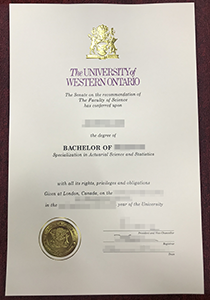 The UNIVERSITY of
WESTERN ONTARIO
The Senate on the recommendation of
The Faculty of Science
has conferred upon
the degree of
BACHELOR OF
Specialization in Actuarial Science and Statistics
with all its rights, privileges and obligations
Given at London, Canada, on the
in the year of the University